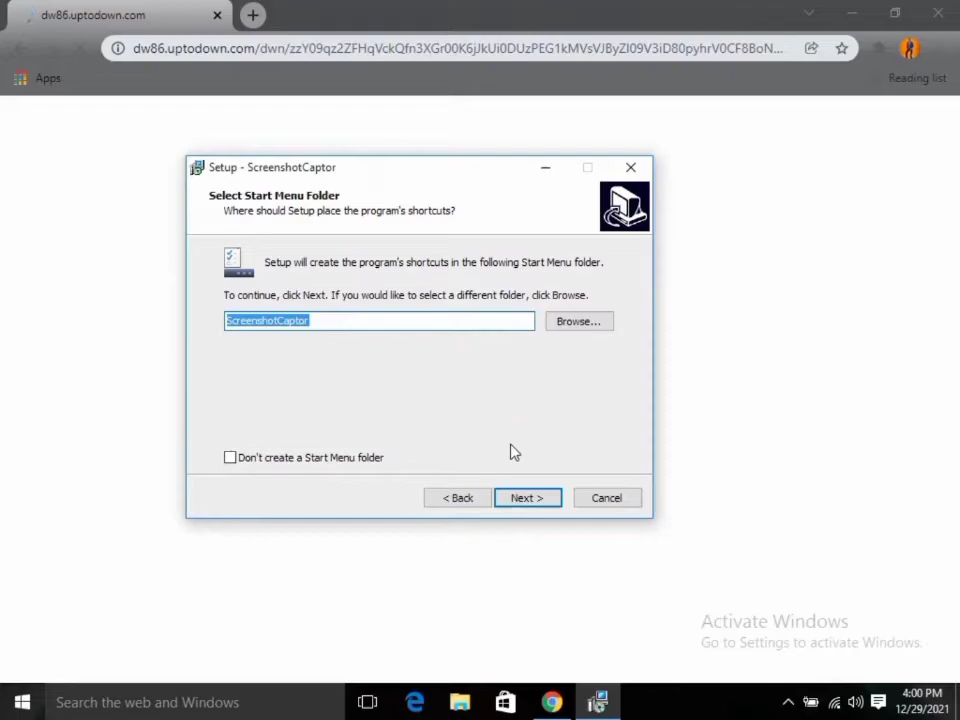 dw86.uptodown.com
dw86.uptodown.com/dwn/zzY09qz2ZFHqVckQfn3XGr00K6jJkUi0DUzPEG1kMVsVJByZI09V3iD80pyhrV0CF8BoN...
Apps
Reading list
Setup - ScreenshotCaptor
Select Start Menu Folder
Where should Setup place the program's shortcuts?
Setup will create the program's shortcuts in the following Start Menu folder.
To continue, click Next. If you would like to select a different folder, click Browse.
ScreenshotCaptor
Browse...
Don't create a Start Menu folder
< Back
Next >
Cancel
Activate Windows
Go to Settings to activate Windows.
Search the web and Windows
4:00 PM
12/29/2021